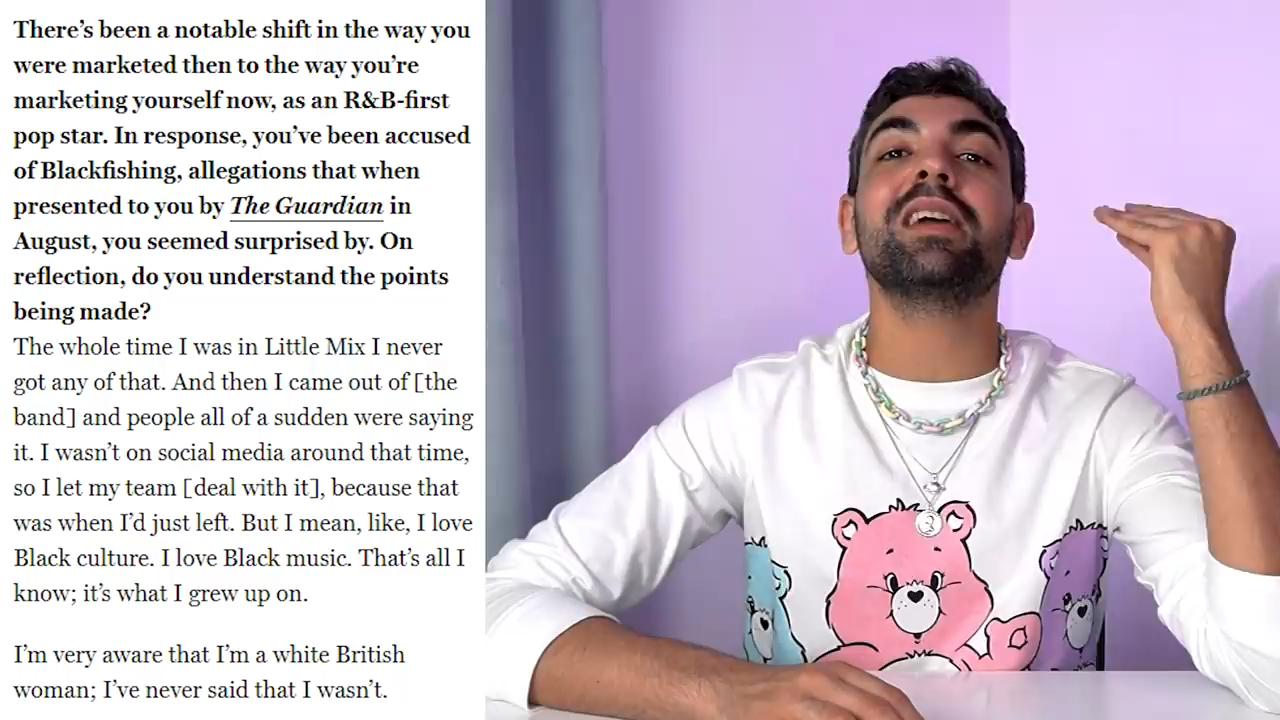 There’s been a notable shift in the way you
were marketed then to the way you’re
marketing yourself now, as an R&B-first
pop star. In response, you’ve been accused
of Blackfishing, allegations that when
presented to you by The Guardian in
August, you seemed surprised by. On
reflection, do you understand the points
being made?
The whole time I was in Little Mix I never
got any of that. And then I came out of [the
band] and people all of a sudden were saying
it. I wasn’t on social media around that time,
so I let my team [deal with it], because that
was when I’d just left. But I mean, like, I love
Black culture. I love Black music. That’s all I
know; it’s what I grew up on.
I’m very aware that I’m a white British
woman; I’ve never said that I wasn’t.